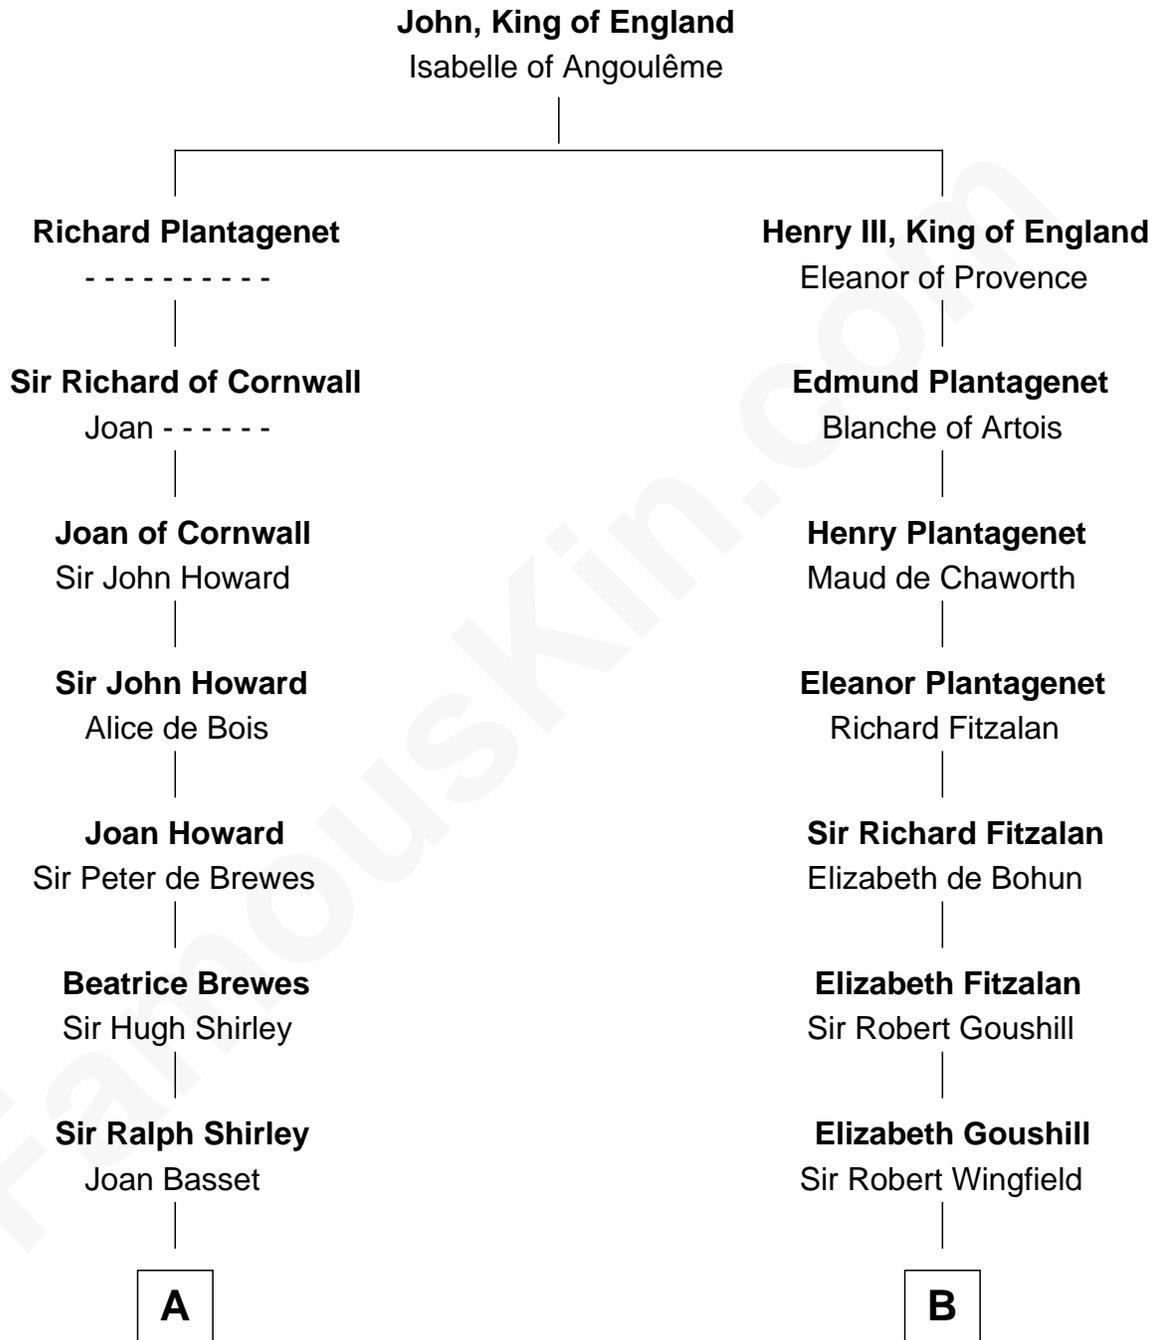 John, King of England
Isabelle of Angoulême
Richard Plantagenet
- - - - - - - - - -
Sir Richard of Cornwall
Joan - - - - - -
Joan of Cornwall
Sir John Howard
Sir John Howard
Alice de Bois
Joan Howard
Sir Peter de Brewes
Beatrice Brewes
Sir Hugh Shirley
Sir Ralph Shirley
Joan Basset
A
Henry III, King of England
Eleanor of Provence
Edmund Plantagenet
Blanche of Artois
Henry Plantagenet
Maud de Chaworth
Eleanor Plantagenet
Richard Fitzalan
Sir Richard Fitzalan
Elizabeth de Bohun
Elizabeth Fitzalan
Sir Robert Goushill
Elizabeth Goushill
Sir Robert Wingfield
B
FamousKin.com